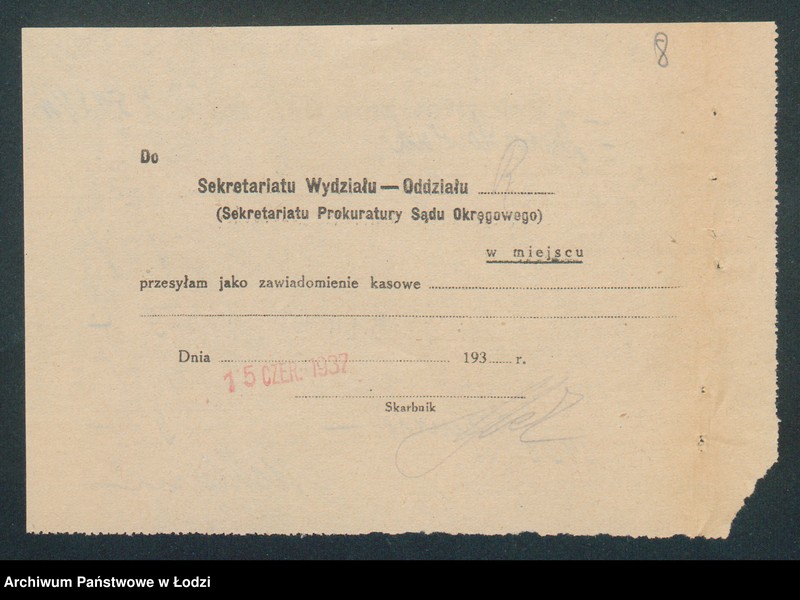 8
Do
Sekretariatu Wydziału — Oddziału
(Sekretariatu Prokuratury Sądu Okręgowego)
w miejscu
przesyłam jako zawiadomienie kasowe
Dnia 193 r.
15 CZER. 1937
Skarbnik
Archiwum Państwowe w Łodzi